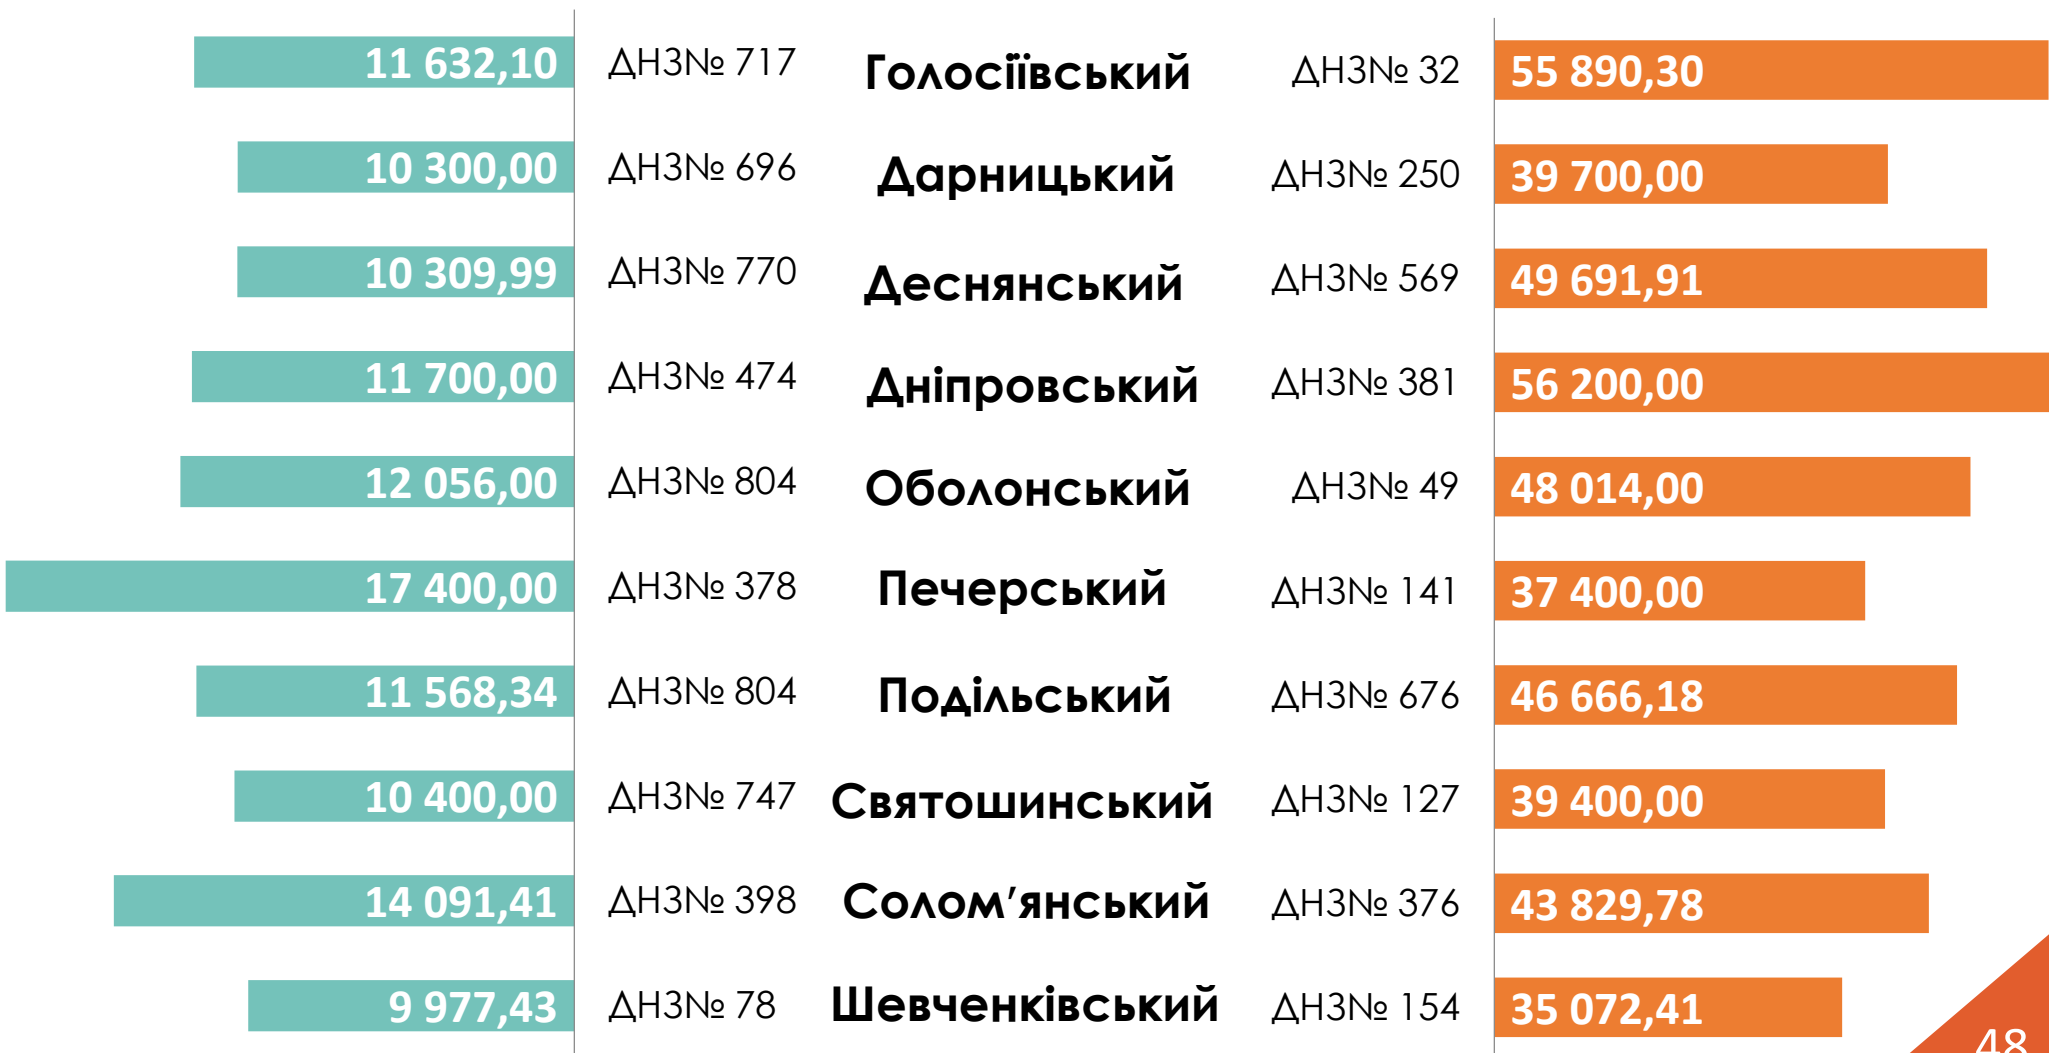 11 632,10 ДНЗ№ 717 Голосіївський ДНЗ№ 32 55 890,30
10 300,00 ДНЗ№ 696 Дарницький ДНЗ№ 250 39 700,00
10 309,99 ДНЗ№ 770 Деснянський ДНЗ№ 569 49 691,91
11 700,00 ДНЗ№ 474 Дніпровський ДНЗ№ 381 56 200,00
12 056,00 ДНЗ№ 804 Оболонський ДНЗ№ 49 48 014,00
17 400,00 ДНЗ№ 378 Печерський ДНЗ№ 141 37 400,00
11 568,34 ДНЗ№ 804 Подільський ДНЗ№ 676 46 666,18
10 400,00 ДНЗ№ 747 Святошинський ДНЗ№ 127 39 400,00
14 091,41 ДНЗ№ 398 Солом'янський ДНЗ№ 376 43 829,78
9 977,43 ДНЗ№ 78 Шевченківський ДНЗ№ 154 35 072,41
48